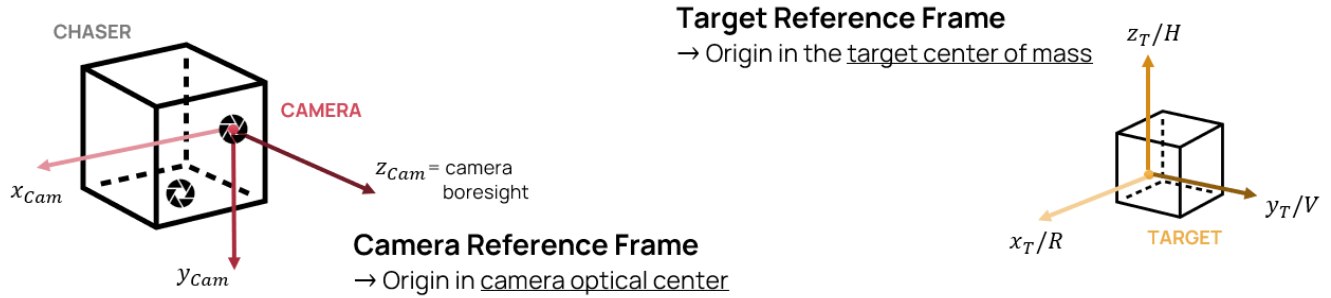 CHASER
CAMERA
x_Cam
z_Cam = camera
boresight
y_Cam
Camera Reference Frame
→ Origin in camera optical center
Target Reference Frame
→ Origin in the target center of mass
z_T/H
y_T/V
x_T/R
TARGET